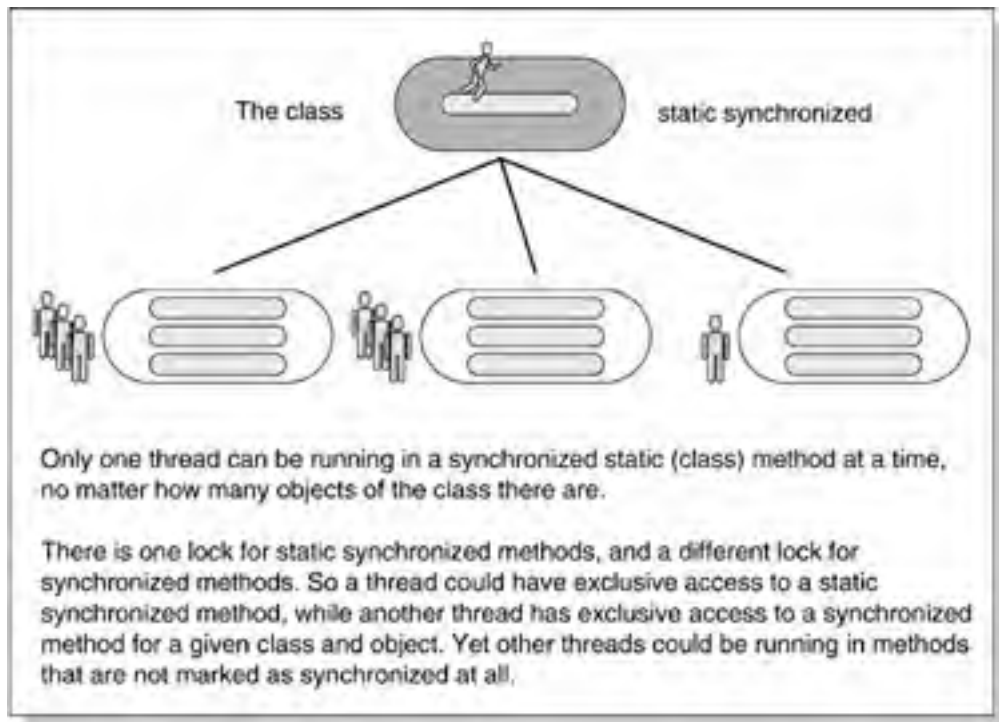 The class
static synchronized
Only one thread can be running in a synchronized static (class) method at a time,
no matter how many objects of the class there are.
There is one lock for static synchronized methods, and a different lock for
synchronized methods. So a thread could have exclusive access to a static
synchronized method, while another thread has exclusive access to a synchronized
method for a given class and object. Yet other threads could be running in methods
that are not marked as synchronized at all.